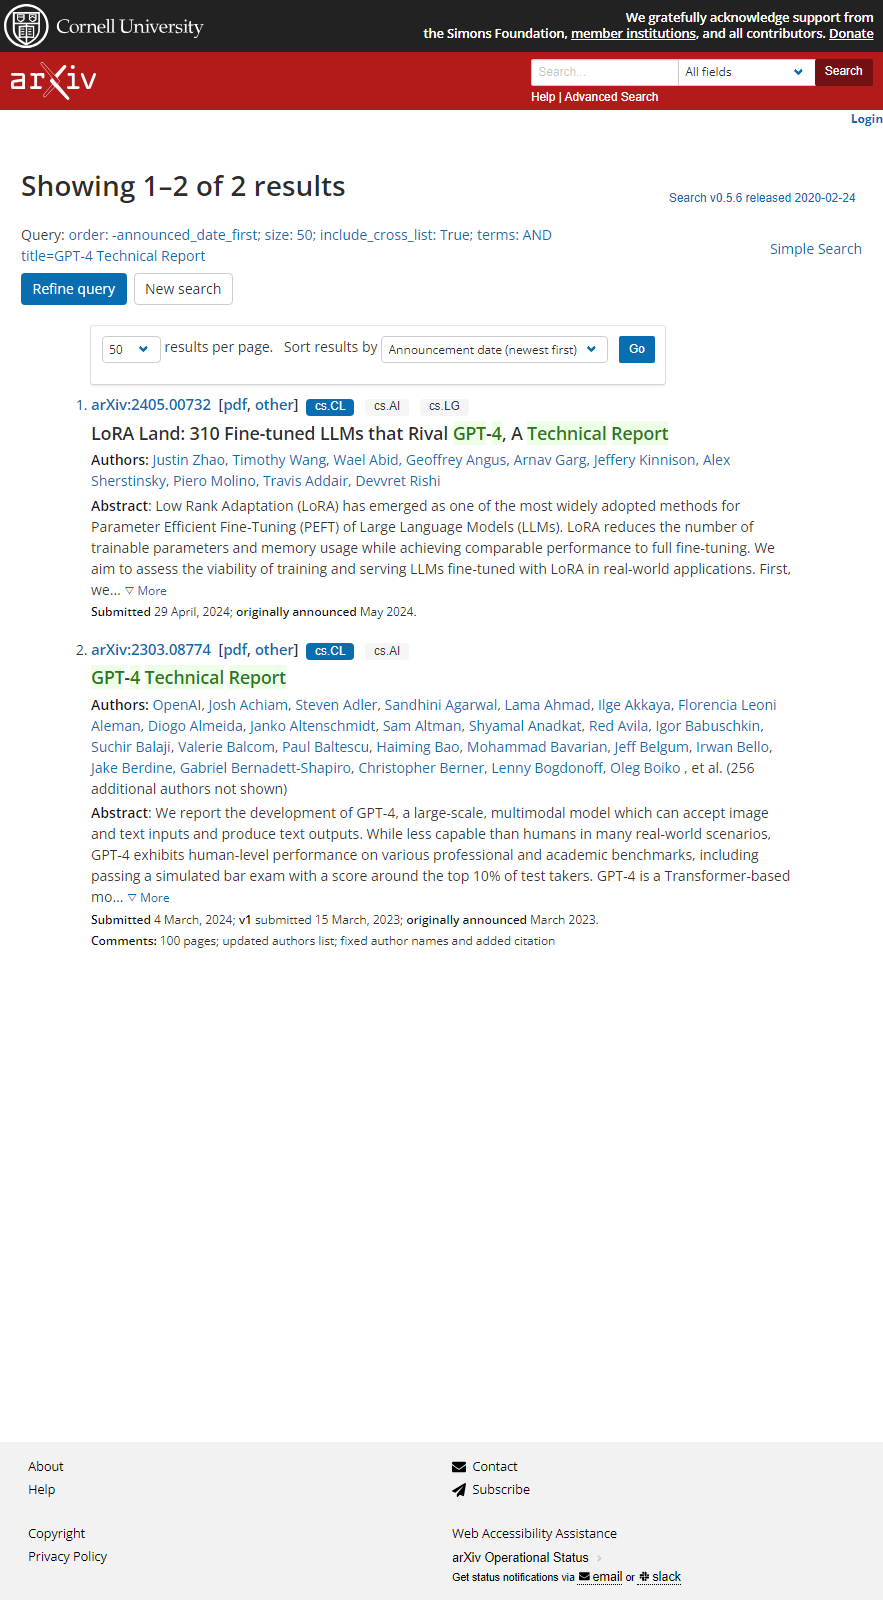 Cornell University
We gratefully acknowledge support from
the Simons Foundation, member institutions, and all contributors. Donate
arXiv
Search...
All fields
Search
Help | Advanced Search
Login
Showing 1–2 of 2 results
Search v0.5.6 released 2020-02-24
Query: order: -announced_date_first; size: 50; include_cross_list: True; terms: AND
title=GPT-4 Technical Report
Simple Search
Refine query New search
50 results per page. Sort results by Announcement date (newest first) Go
1. arXiv:2405.00732 [pdf, other] cs.CL cs.AI cs.LG
LoRA Land: 310 Fine-tuned LLMs that Rival GPT-4, A Technical Report
Authors: Justin Zhao, Timothy Wang, Wael Abid, Geoffrey Angus, Arnav Garg, Jeffery Kinnison, Alex
Sherstinsky, Piero Molino, Travis Addair, Devvret Rishi
Abstract: Low Rank Adaptation (LoRA) has emerged as one of the most widely adopted methods for
Parameter Efficient Fine-Tuning (PEFT) of Large Language Models (LLMs). LoRA reduces the number of
trainable parameters and memory usage while achieving comparable performance to full fine-tuning. We
aim to assess the viability of training and serving LLMs fine-tuned with LoRA in real-world applications. First,
we... ▽ More
Submitted 29 April, 2024; originally announced May 2024.
2. arXiv:2303.08774 [pdf, other] cs.CL cs.AI
GPT-4 Technical Report
Authors: OpenAI, Josh Achiam, Steven Adler, Sandhini Agarwal, Lama Ahmad, Ilge Akkaya, Florencia Leoni
Aleman, Diogo Almeida, Janko Altenschmidt, Sam Altman, Shyamal Anadkat, Red Avila, Igor Babuschkin,
Suchir Balaji, Valerie Balcom, Paul Baltescu, Haiming Bao, Mohammad Bavarian, Jeff Belgum, Irwan Bello,
Jake Berdine, Gabriel Bernadett-Shapiro, Christopher Berner, Lenny Bogdonoff, Oleg Boiko , et al. (256
additional authors not shown)
Abstract: We report the development of GPT-4, a large-scale, multimodal model which can accept image
and text inputs and produce text outputs. While less capable than humans in many real-world scenarios,
GPT-4 exhibits human-level performance on various professional and academic benchmarks, including
passing a simulated bar exam with a score around the top 10% of test takers. GPT-4 is a Transformer-based
mo... ▽ More
Submitted 4 March, 2024; v1 submitted 15 March, 2023; originally announced March 2023.
Comments: 100 pages; updated authors list; fixed author names and added citation
About
Help
Contact
Subscribe
Copyright
Privacy Policy
Web Accessibility Assistance
arXiv Operational Status >
Get status notifications via email or slack